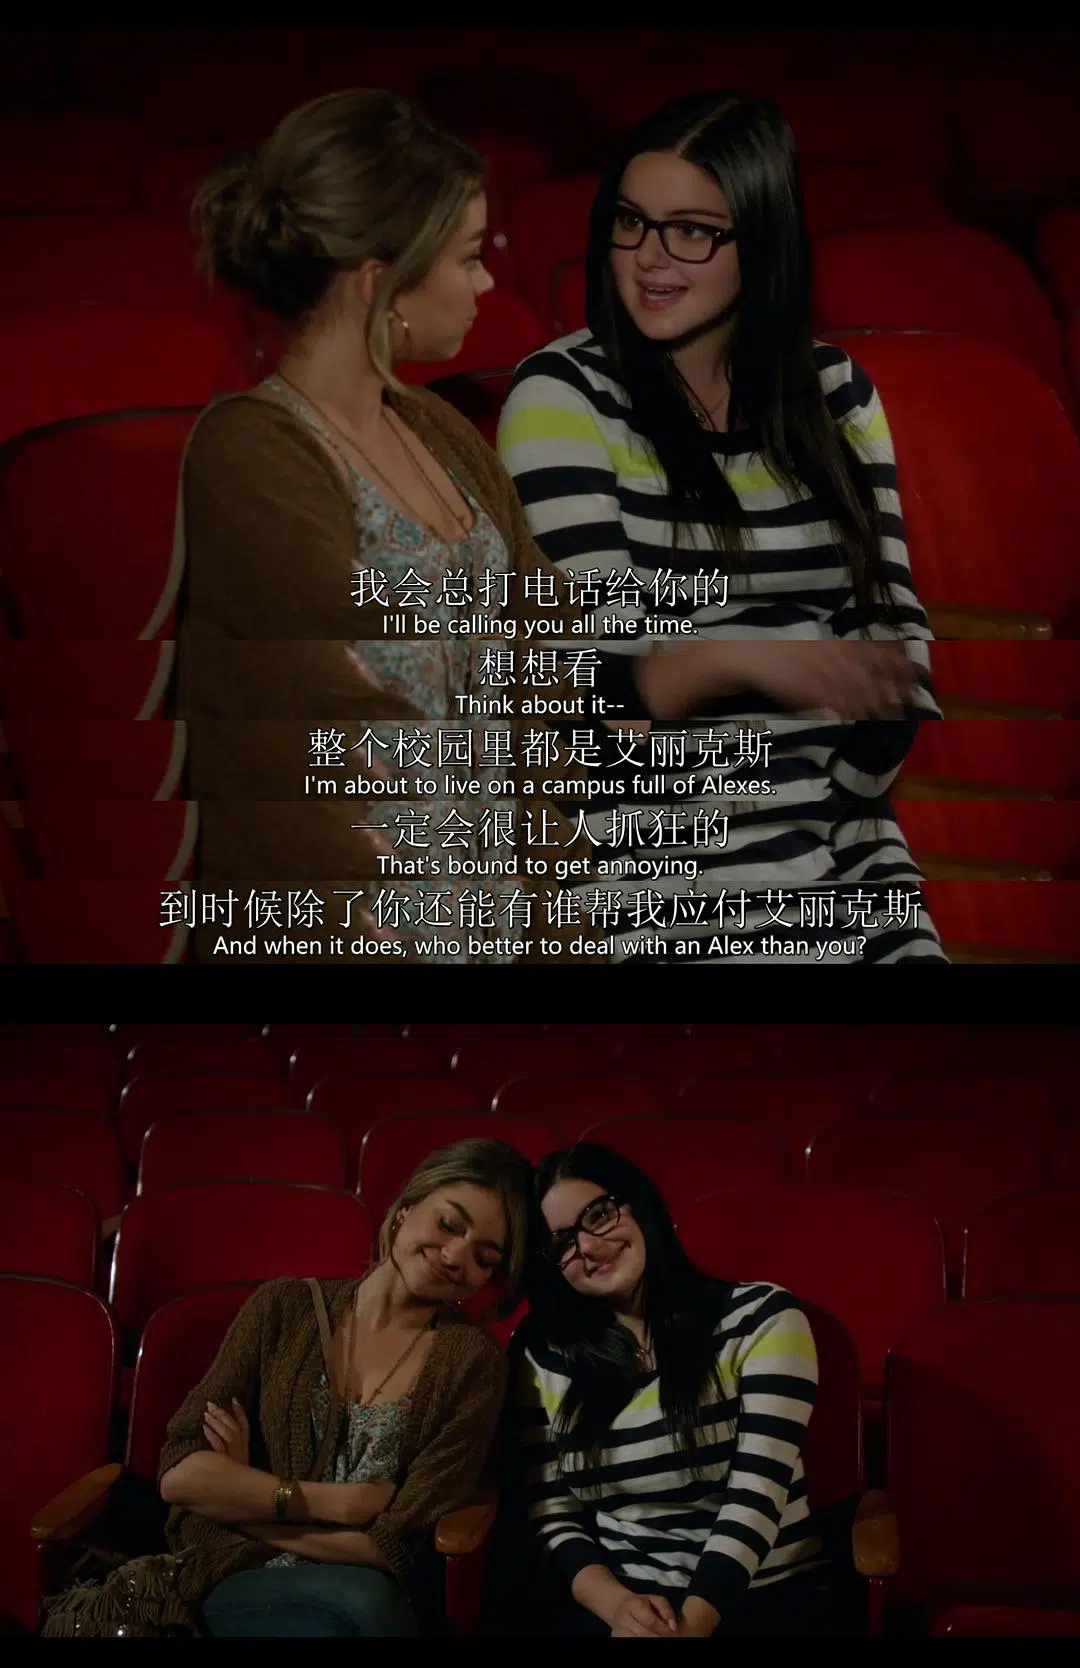 我会总打电话给你的
I'll be calling you all the time.
想想看
Think about it--
整个校园里都是艾丽克斯
I'm about to live on a campus full of Alexes.
一定会很让人抓狂的
That's bound to get annoying.
到时候除了你还能有谁帮我应付艾丽克斯
And when it does, who better to deal with an Alex than you?